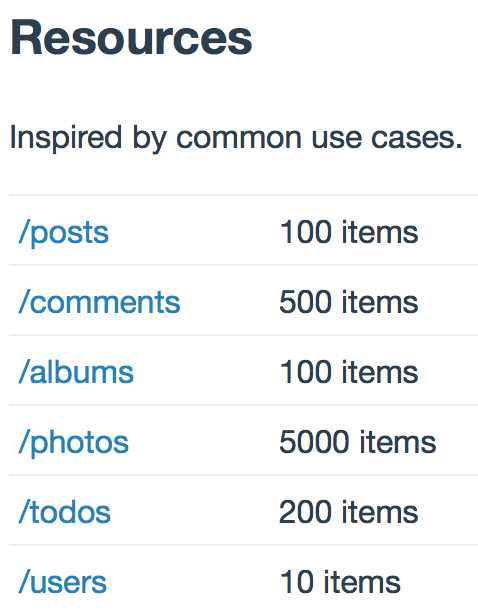 Resources
Inspired by common use cases.
/posts 100 items
/comments 500 items
/albums 100 items
/photos 5000 items
/todos 200 items
/users 10 items